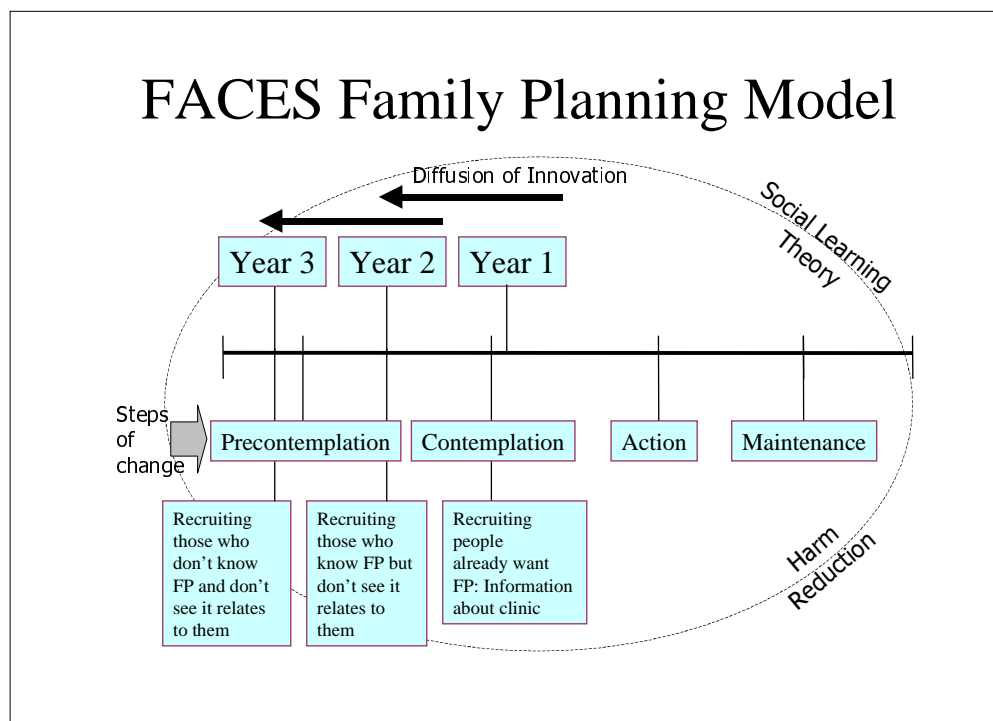 FACES Family Planning Model
Diffusion of Innovation
Social Learning
Theory
Year 3
Year 2
Year 1
Steps
of
change
Precontemplation
Contemplation
Action
Maintenance
Recruiting
those who
don't know
FP and don't
see it relates
to them
Recruiting
those who
know FP but
don't see it
relates to
them
Recruiting
people
already want
FP: Information
about clinic
Harm
Reduction